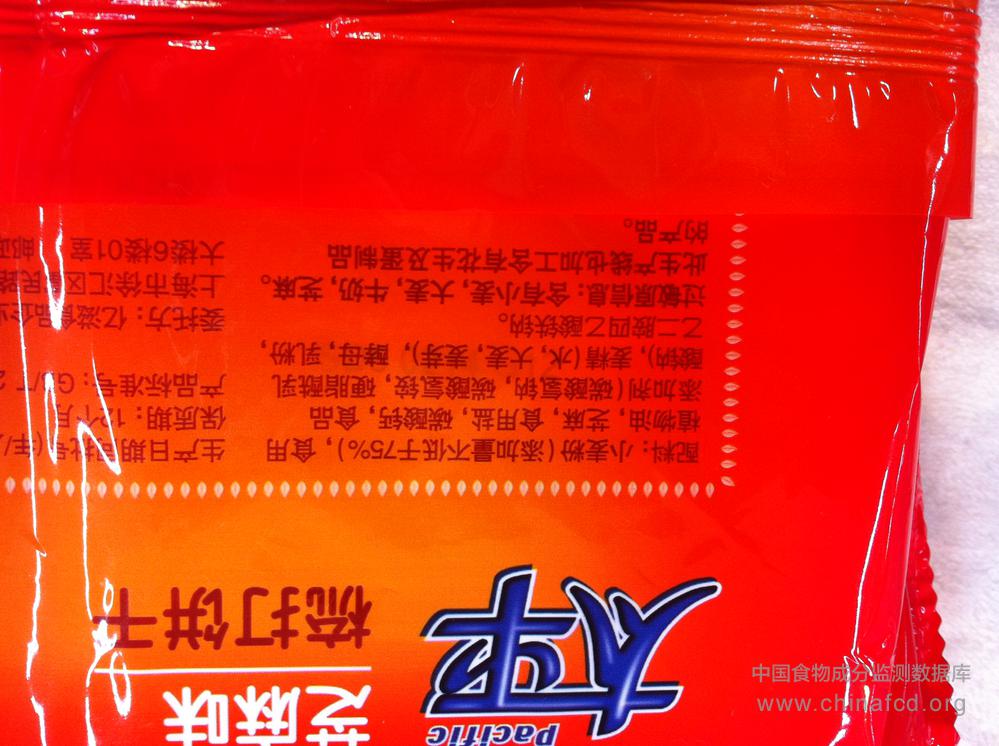 Pacific
太平
芝麻味
梳打饼干
配料：小麦粉（添加量不低于75%），食用
植物油，芝麻，食用盐，碳酸钙，食品
添加剂（碳酸氢钠，碳酸氢铵，硬脂酰乳
酸钠），麦精（水，大麦，麦芽），酵母，乳粉，
乙二胺四乙酸铁钠。
过敏原信息：含有小麦，大麦，牛奶，芝麻。
此生产线也加工含有花生及蛋制品
的产品。
生产日期
保质期：12个月
产品标准号：GB/T 2
委托方：亿滋食品企业
上海市徐汇区
大楼6楼01室
中国食物成分监测数据库
www.chinafcd.org